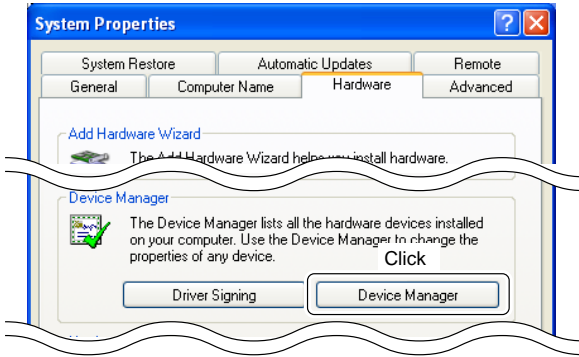 System Properties
System Restore Automatic Updates Remote
General Computer Name Hardware Advanced
Add Hardware Wizard
The Add Hardware Wizard helps you install hardware.
Device Manager
The Device Manager lists all the hardware devices installed
on your computer. Use the Device Manager to change the
properties of any device.
Click
Driver Signing Device Manager